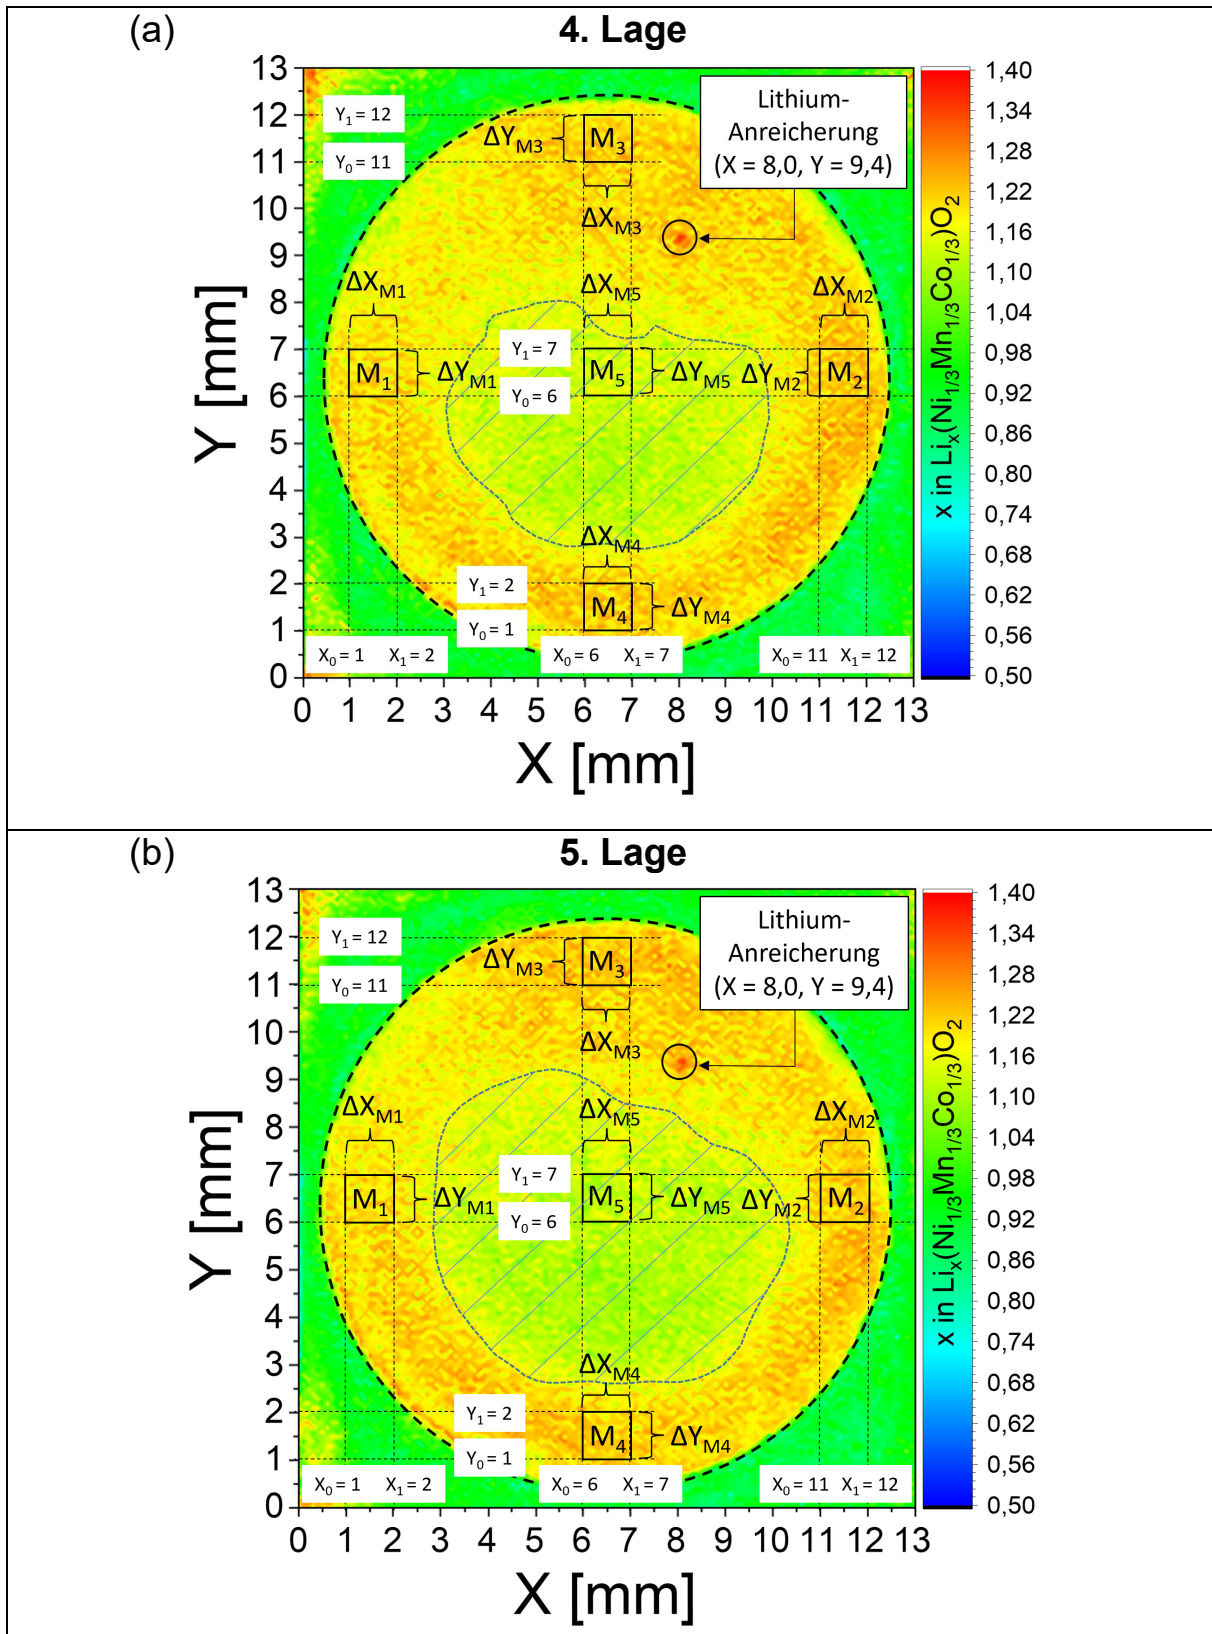 (a)
4. Lage
13
12
11
10
9
8
7
6
5
4
3
2
1
0
Y [mm]
Y₁ = 12
Y₀ = 11
ΔY_M3
M₃
ΔX_M3
Lithium-
Anreicherung
(X = 8,0, Y = 9,4)
ΔX_M1
ΔX_M5
ΔX_M2
Y₁ = 7
Y₀ = 6
M₁
ΔY_M1
M₅
ΔY_M5
ΔY_M2
M₂
ΔX_M4
Y₁ = 2
Y₀ = 1
M₄
ΔY_M4
X₀ = 1 X₁ = 2
X₀ = 6 X₁ = 7
X₀ = 11 X₁ = 12
0 1 2 3 4 5 6 7 8 9 10 11 12 13
X [mm]
1,40
1,34
1,28
1,22
1,16
1,10
1,04
0,98
0,92
0,86
0,80
0,74
0,68
0,62
0,56
0,50
x in Liₓ(Ni₁/₃Mn₁/₃Co₁/₃)O₂
(b)
5. Lage
13
12
11
10
9
8
7
6
5
4
3
2
1
0
Y [mm]
Y₁ = 12
Y₀ = 11
ΔY_M3
M₃
ΔX_M3
Lithium-
Anreicherung
(X = 8,0, Y = 9,4)
ΔX_M1
ΔX_M5
ΔX_M2
Y₁ = 7
Y₀ = 6
M₁
ΔY_M1
M₅
ΔY_M5
ΔY_M2
M₂
ΔX_M4
Y₁ = 2
Y₀ = 1
M₄
ΔY_M4
X₀ = 1 X₁ = 2
X₀ = 6 X₁ = 7
X₀ = 11 X₁ = 12
0 1 2 3 4 5 6 7 8 9 10 11 12 13
X [mm]
1,40
1,34
1,28
1,22
1,16
1,10
1,04
0,98
0,92
0,86
0,80
0,74
0,68
0,62
0,56
0,50
x in Liₓ(Ni₁/₃Mn₁/₃Co₁/₃)O₂